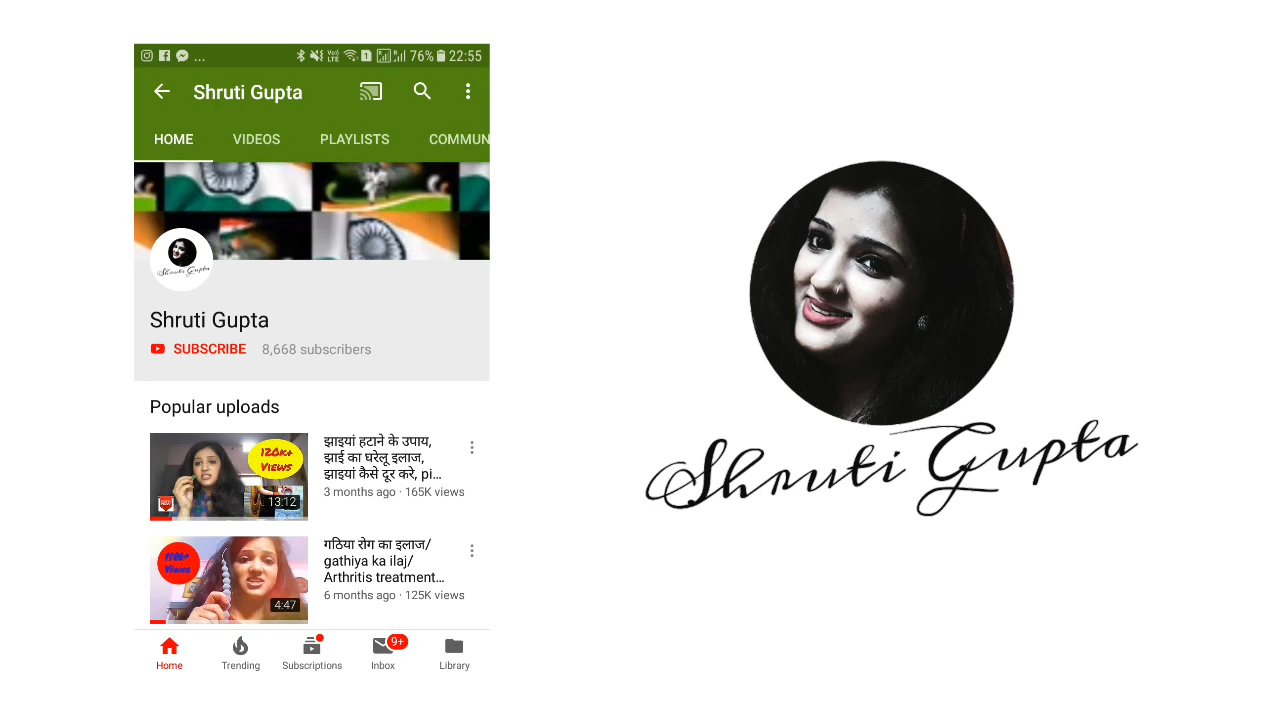 ... 76% 22:55
Shruti Gupta
HOME VIDEOS PLAYLISTS COMMUN
Shruti Gupta
Shruti Gupta
SUBSCRIBE 8,668 subscribers
Popular uploads
120K+
VIEWS
13:12
झाइयां हटाने के उपाय,
झाई का घरेलू इलाज,
झाइयां कैसे दूर करे, pi...
3 months ago · 165K views
Views
4:47
गठिया रोग का इलाज/
gathiya ka ilaj/
Arthritis treatment...
6 months ago · 125K views
9+
Home Trending Subscriptions Inbox Library
Shruti Gupta